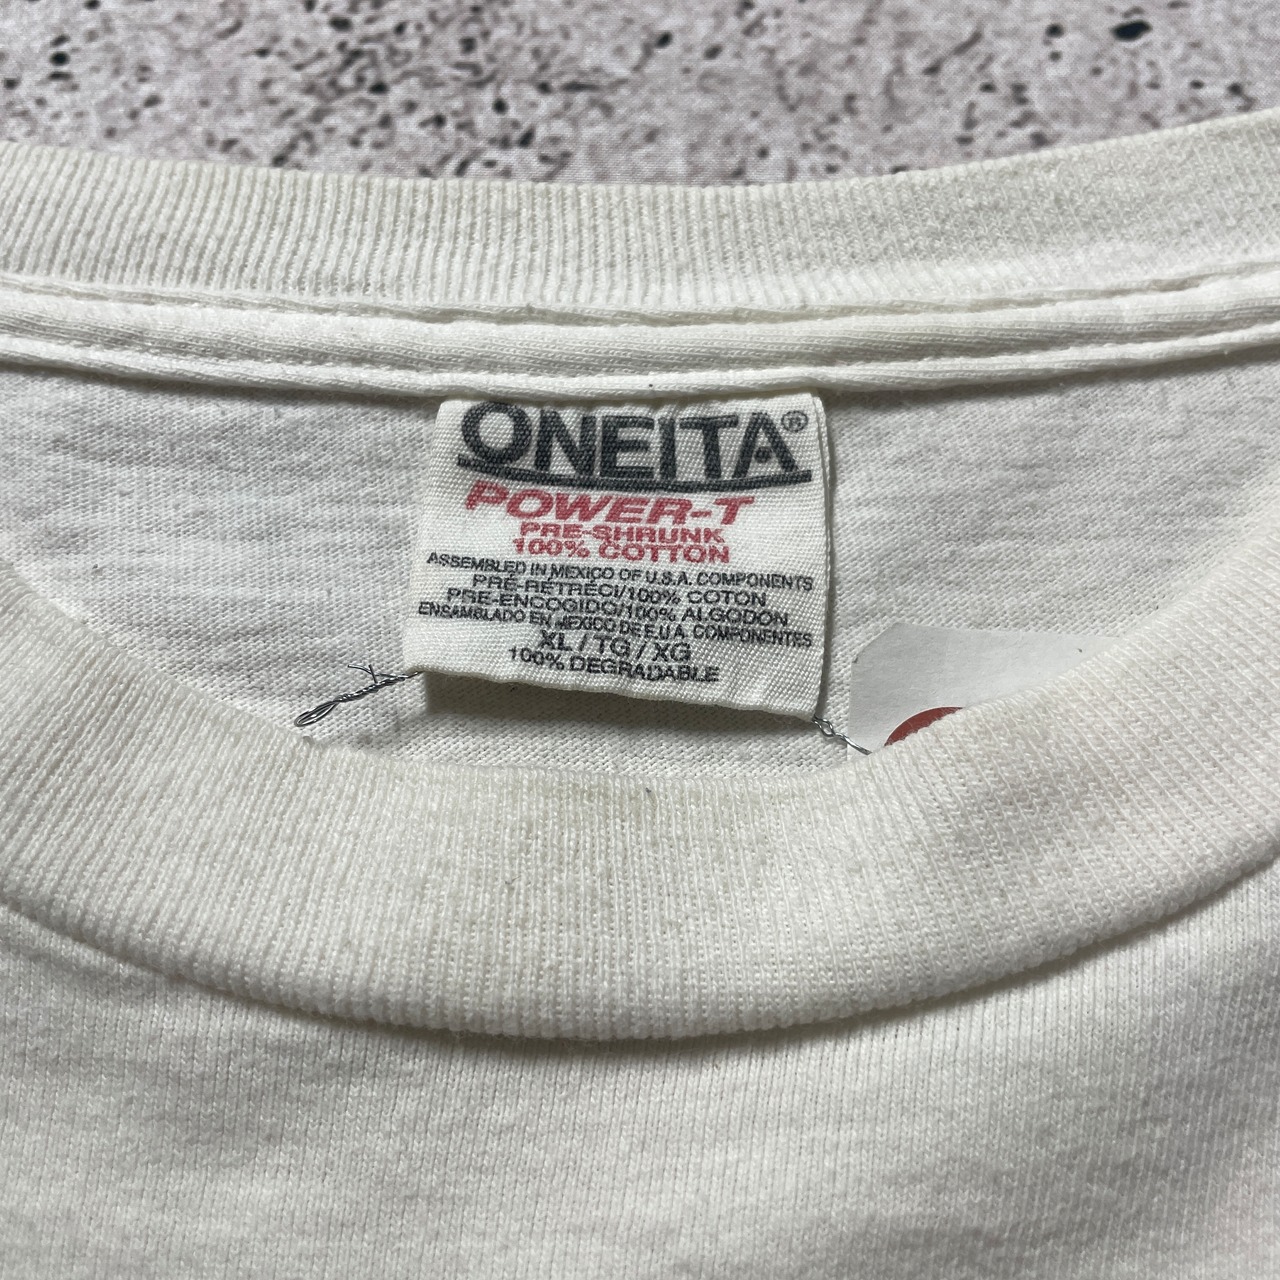 ONEITA®
POWER-T
PRE-SHRUNK
100% COTTON
ASSEMBLED IN MEXICO OF U.S.A. COMPONENTS
PRÉ-RÉTRÉCI/100% COTON
PRE-ENCOGIDO/100% ALGODON
ENSAMBLADO EN MEXICO DE E.U.A. COMPONENTES
XL / TG / XG
100% DEGRADABLE